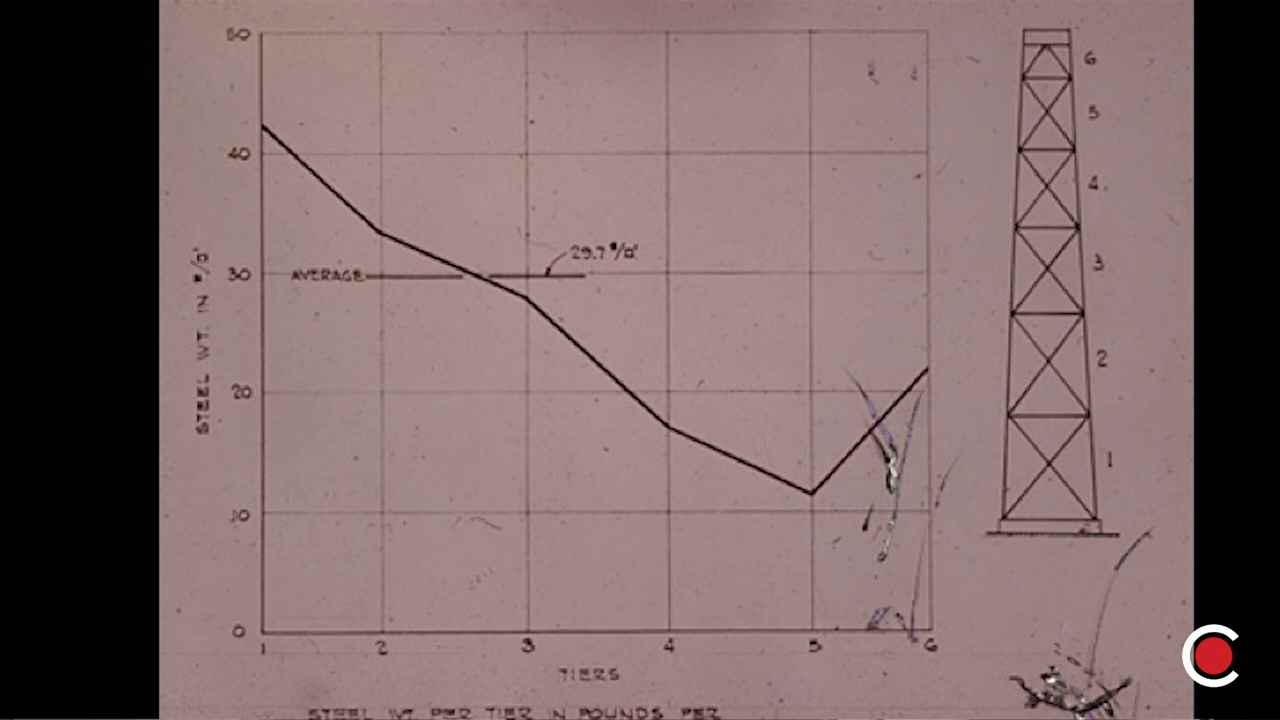 50
40
30
20
10
0
STEEL WT. IN #/□'
AVERAGE
29.7 #/□'
1 2 3 4 5 6
TIERS
STEEL WT. PER TIER IN POUNDS PER
6
5
4
3
2
1